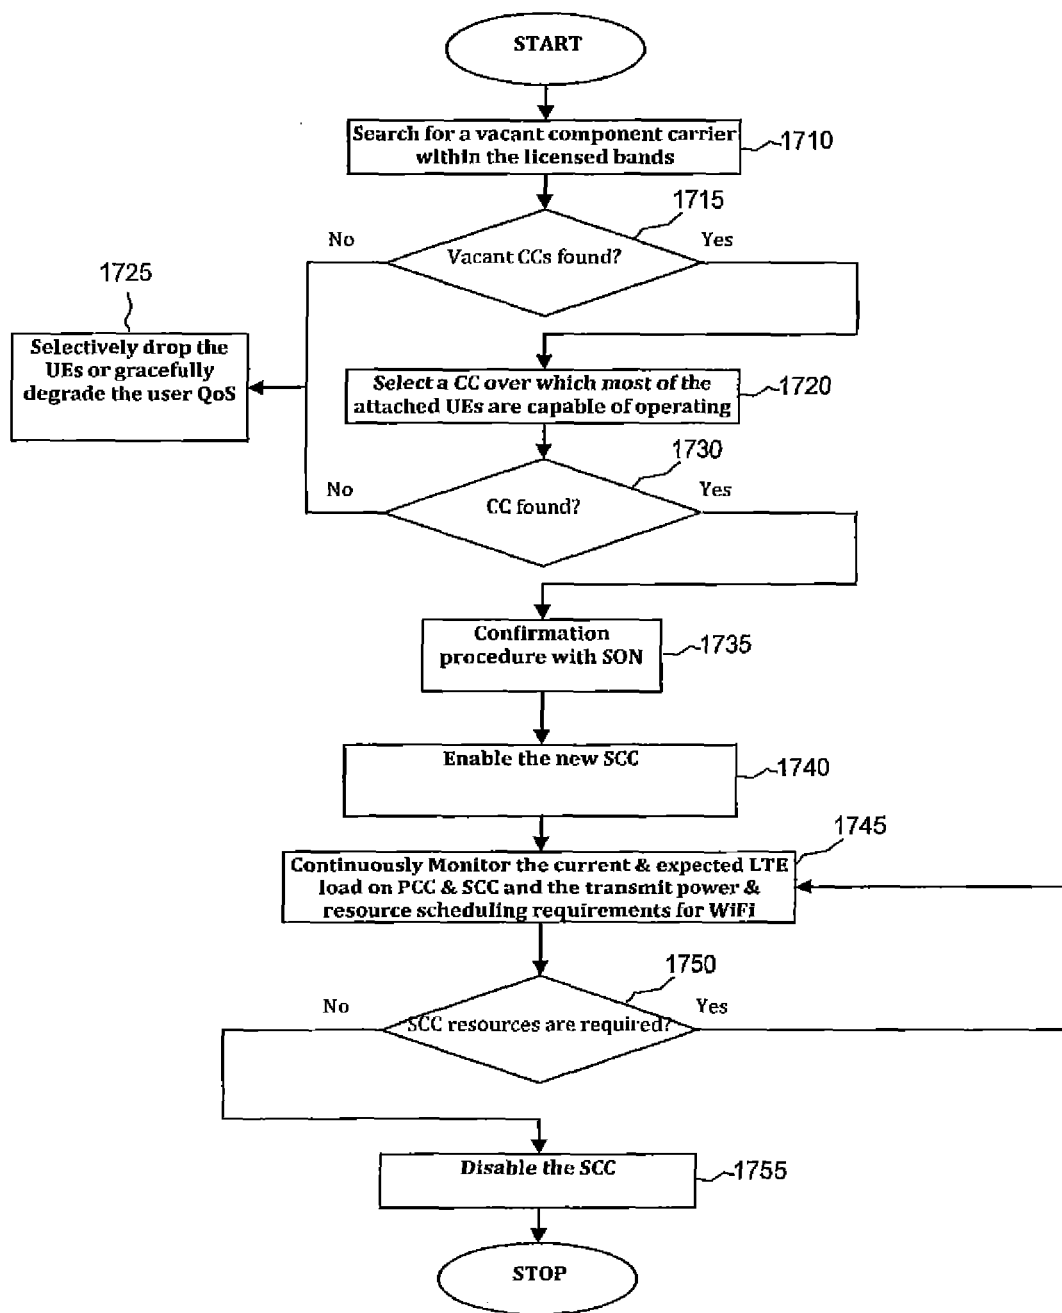 START
Search for a vacant component carrier
within the licensed bands
1710
1715
No
Vacant CCs found?
Yes
1725
Selectively drop the
UEs or gracefully
degrade the user QoS
Select a CC over which most of the
attached UEs are capable of operating
1720
1730
No
CC found?
Yes
Confirmation
procedure with SON
1735
Enable the new SCC
1740
1745
Continuously Monitor the current & expected LTE
load on PCC & SCC and the transmit power &
resource scheduling requirements for WiFi
1750
No
SCC resources are required?
Yes
Disable the SCC
1755
STOP